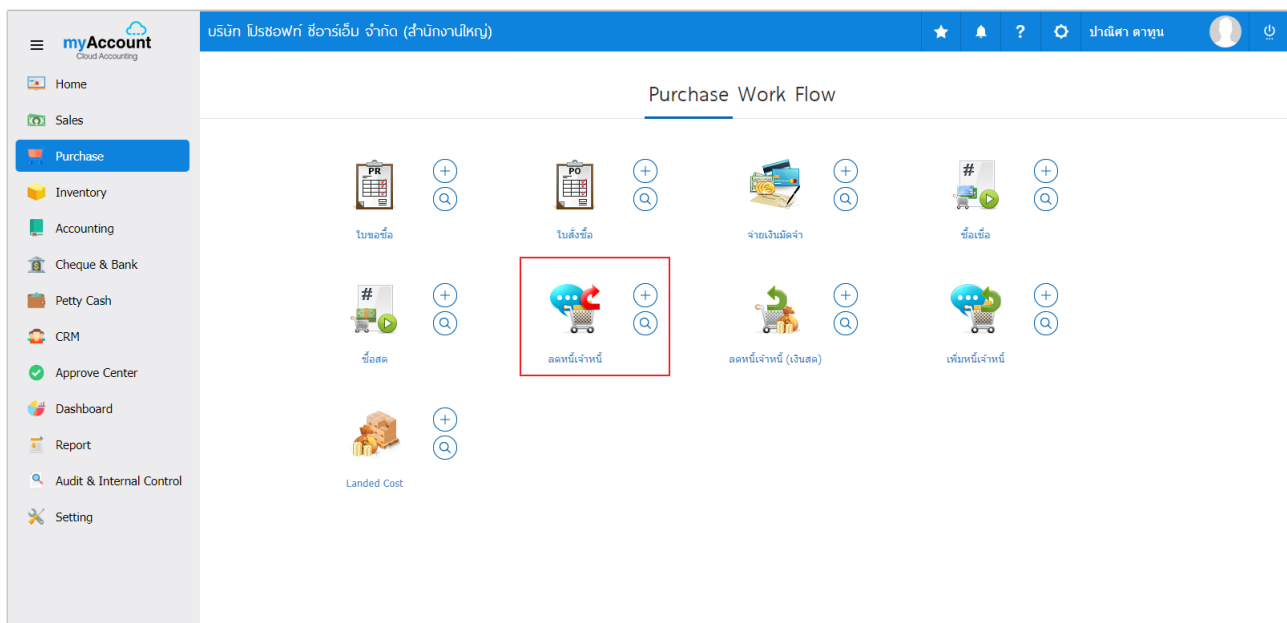 myAccount
Cloud Accounting
บริษัท โปรซอฟท์ ซีอาร์เอ็ม จำกัด (สำนักงานใหญ่)
?
ปาณิศา ตาทูน
Home
Sales
Purchase
Inventory
Accounting
Cheque & Bank
Petty Cash
CRM
Approve Center
Dashboard
Report
Audit & Internal Control
Setting
Purchase Work Flow
PR
PO
#
ใบขอซื้อ
ใบสั่งซื้อ
จ่ายเงินมัดจำ
ซื้อเชื่อ
#
ซื้อสด
ลดหนี้เจ้าหนี้
ลดหนี้เจ้าหนี้ (เงินสด)
เพิ่มหนี้เจ้าหนี้
Landed Cost